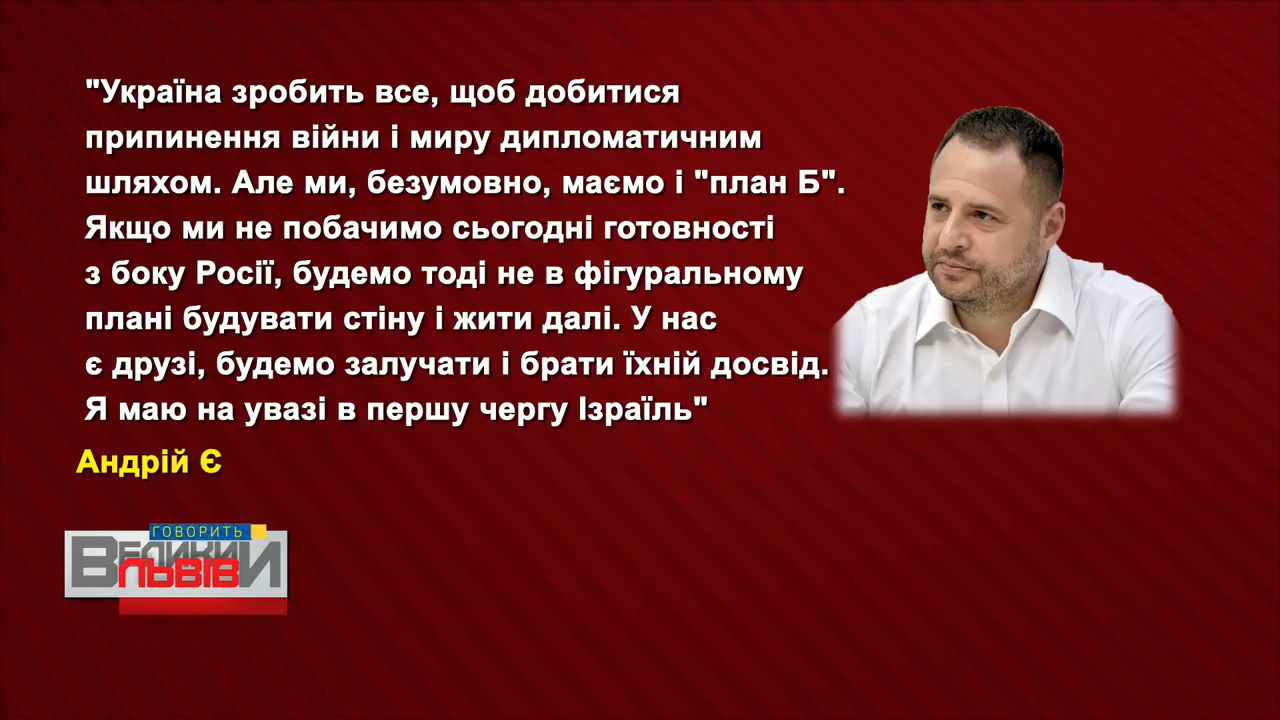 "Україна зробить все, щоб добитися
припинення війни і миру дипломатичним
шляхом. Але ми, безумовно, маємо і "план Б".
Якщо ми не побачимо сьогодні готовності
з боку Росії, будемо тоді не в фігуральному
плані будувати стіну і жити далі. У нас
є друзі, будемо залучати і брати їхній досвід.
Я маю на увазі в першу чергу Ізраїль"
Андрій Є
ГОВОРИТЬ
ВЕЛИКИЙ
ЛЬВІВ